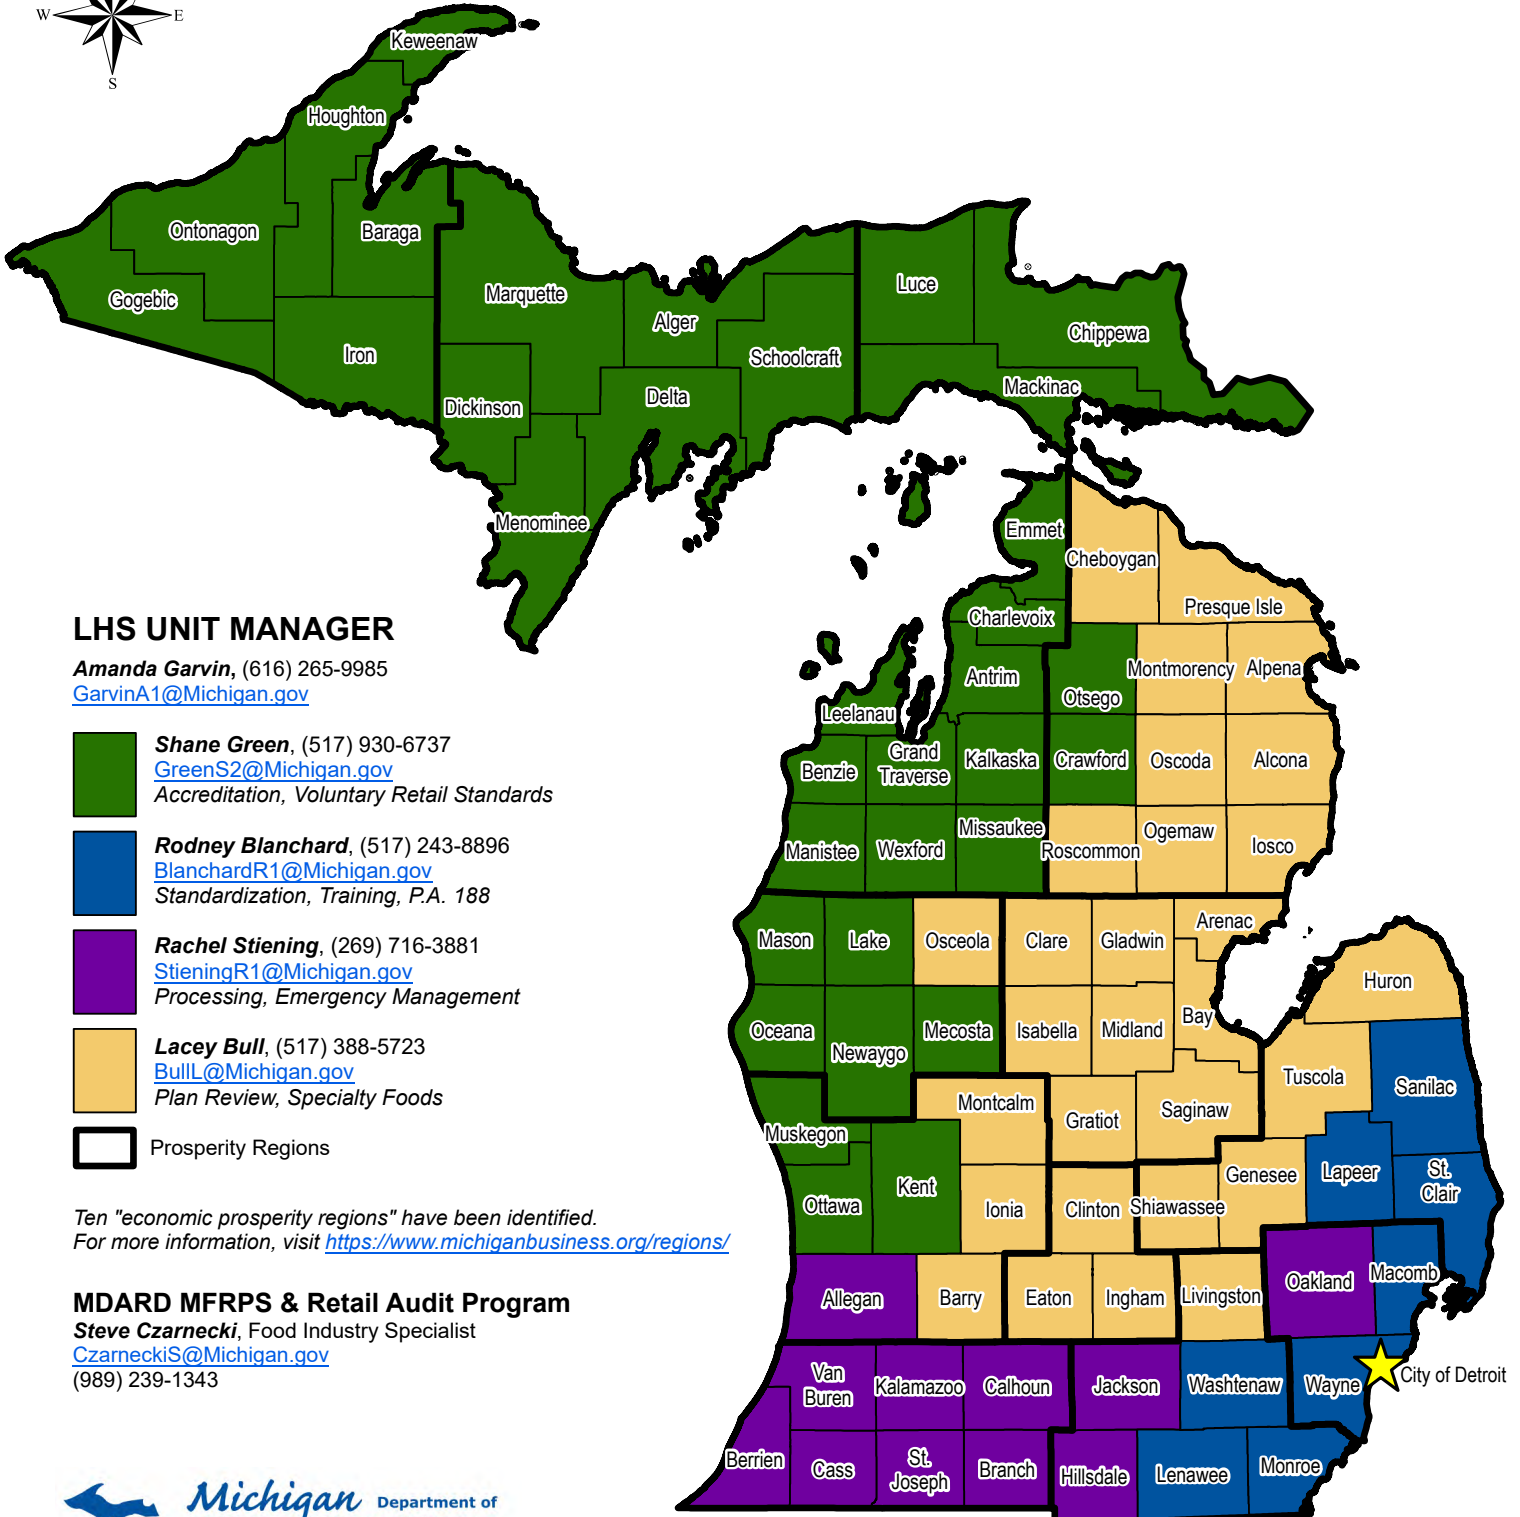 W E
S
Keweenaw
Houghton
Ontonagon
Baraga
Gogebic
Marquette
Luce
Alger
Chippewa
Iron
Schoolcraft
Mackinac
Delta
Dickinson
Menominee
Emmet
Cheboygan
Presque Isle
Charlevoix
Montmorency
Alpena
Antrim
Otsego
Leelanau
Grand
Traverse
Benzie
Kalkaska
Crawford
Oscoda
Alcona
Missaukee
Ogemaw
Manistee
Wexford
Roscommon
Iosco
Arenac
Mason
Lake
Osceola
Clare
Gladwin
Huron
Bay
Oceana
Mecosta
Isabella
Midland
Newaygo
Tuscola
Sanilac
Montcalm
Saginaw
Gratiot
Muskegon
Genesee
Lapeer
St.
Clair
Kent
Ottawa
Ionia
Clinton
Shiawassee
Oakland
Macomb
Allegan
Barry
Eaton
Ingham
Livingston
Van
Buren
Kalamazoo
Calhoun
Jackson
Washtenaw
Wayne
City of Detroit
Berrien
Cass
St.
Joseph
Branch
Hillsdale
Lenawee
Monroe
LHS UNIT MANAGER
Amanda Garvin, (616) 265-9985
GarvinA1@Michigan.gov
Shane Green, (517) 930-6737
GreenS2@Michigan.gov
Accreditation, Voluntary Retail Standards
Rodney Blanchard, (517) 243-8896
BlanchardR1@Michigan.gov
Standardization, Training, P.A. 188
Rachel Stiening, (269) 716-3881
StieningR1@Michigan.gov
Processing, Emergency Management
Lacey Bull, (517) 388-5723
BullL@Michigan.gov
Plan Review, Specialty Foods
Prosperity Regions
Ten "economic prosperity regions" have been identified.
For more information, visit https://www.michiganbusiness.org/regions/
MDARD MFRPS & Retail Audit Program
Steve Czarnecki, Food Industry Specialist
CzarneckiS@Michigan.gov
(989) 239-1343
Michigan Department of